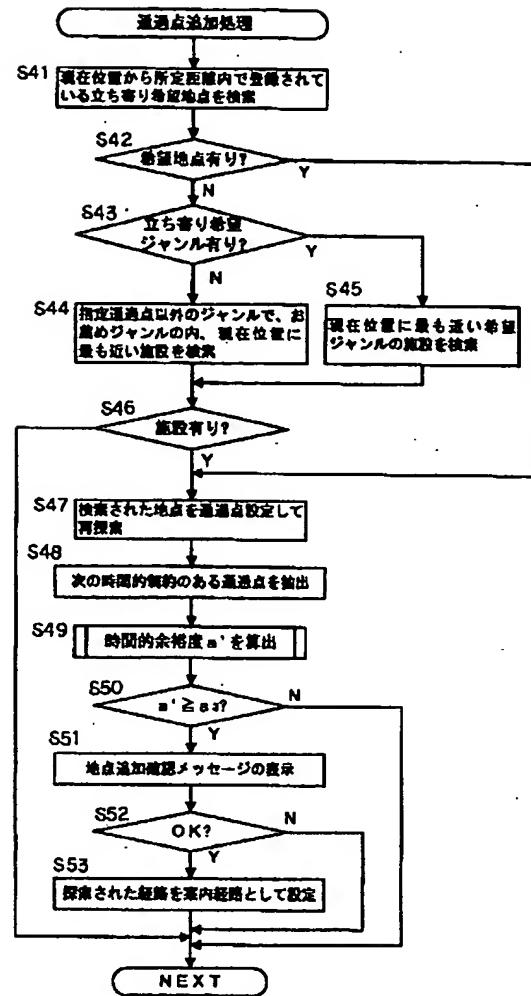 通過点追加処理
S41
現在位置から所定距離内で登録されて
いる立ち寄り希望地点を検索
S42
希望地点有り?
Y
N
S43
立ち寄り希望
ジャンル有り?
Y
N
S44
指定通過点以外のジャンルで、お
薦めジャンルの内、現在位置に
最も近い施設を検索
S45
現在位置に最も近い希望
ジャンルの施設を検索
S46
施設有り?
Y
S47
検索された地点を通過点設定して
再探索
S48
次の時間的制約のある通過点を抽出
S49
時間的余裕度a'を算出
S50
N
Y
S51
地点追加確認メッセージの表示
S52
OK?
N
Y
S53
探索された経路を案内経路として設定
NEXT